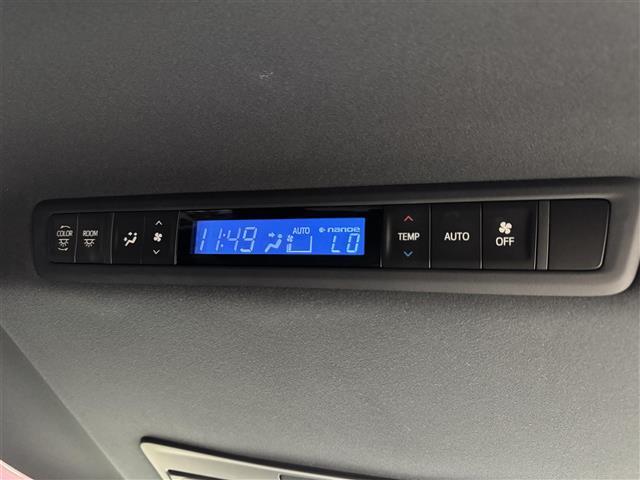 COLOR
ROOM
11:49
AUTO
nanoe
LO
TEMP
AUTO
OFF